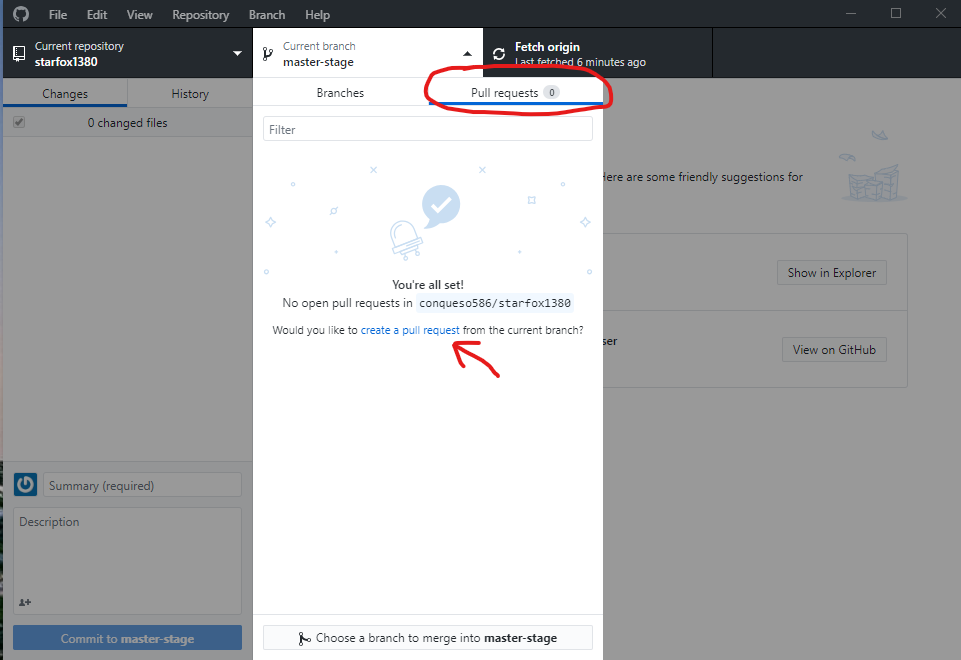 File Edit View Repository Branch Help
Current repository
starfox1380
Current branch
master-stage
Fetch origin
Last fetched 6 minutes ago
Changes History
Branches Pull requests 0
0 changed files
Filter
Here are some friendly suggestions for
Show in Explorer
You're all set!
No open pull requests in conqueso586/starfox1380
Would you like to create a pull request from the current branch?
ser
View on GitHub
Summary (required)
Description
Commit to master-stage
Choose a branch to merge into master-stage